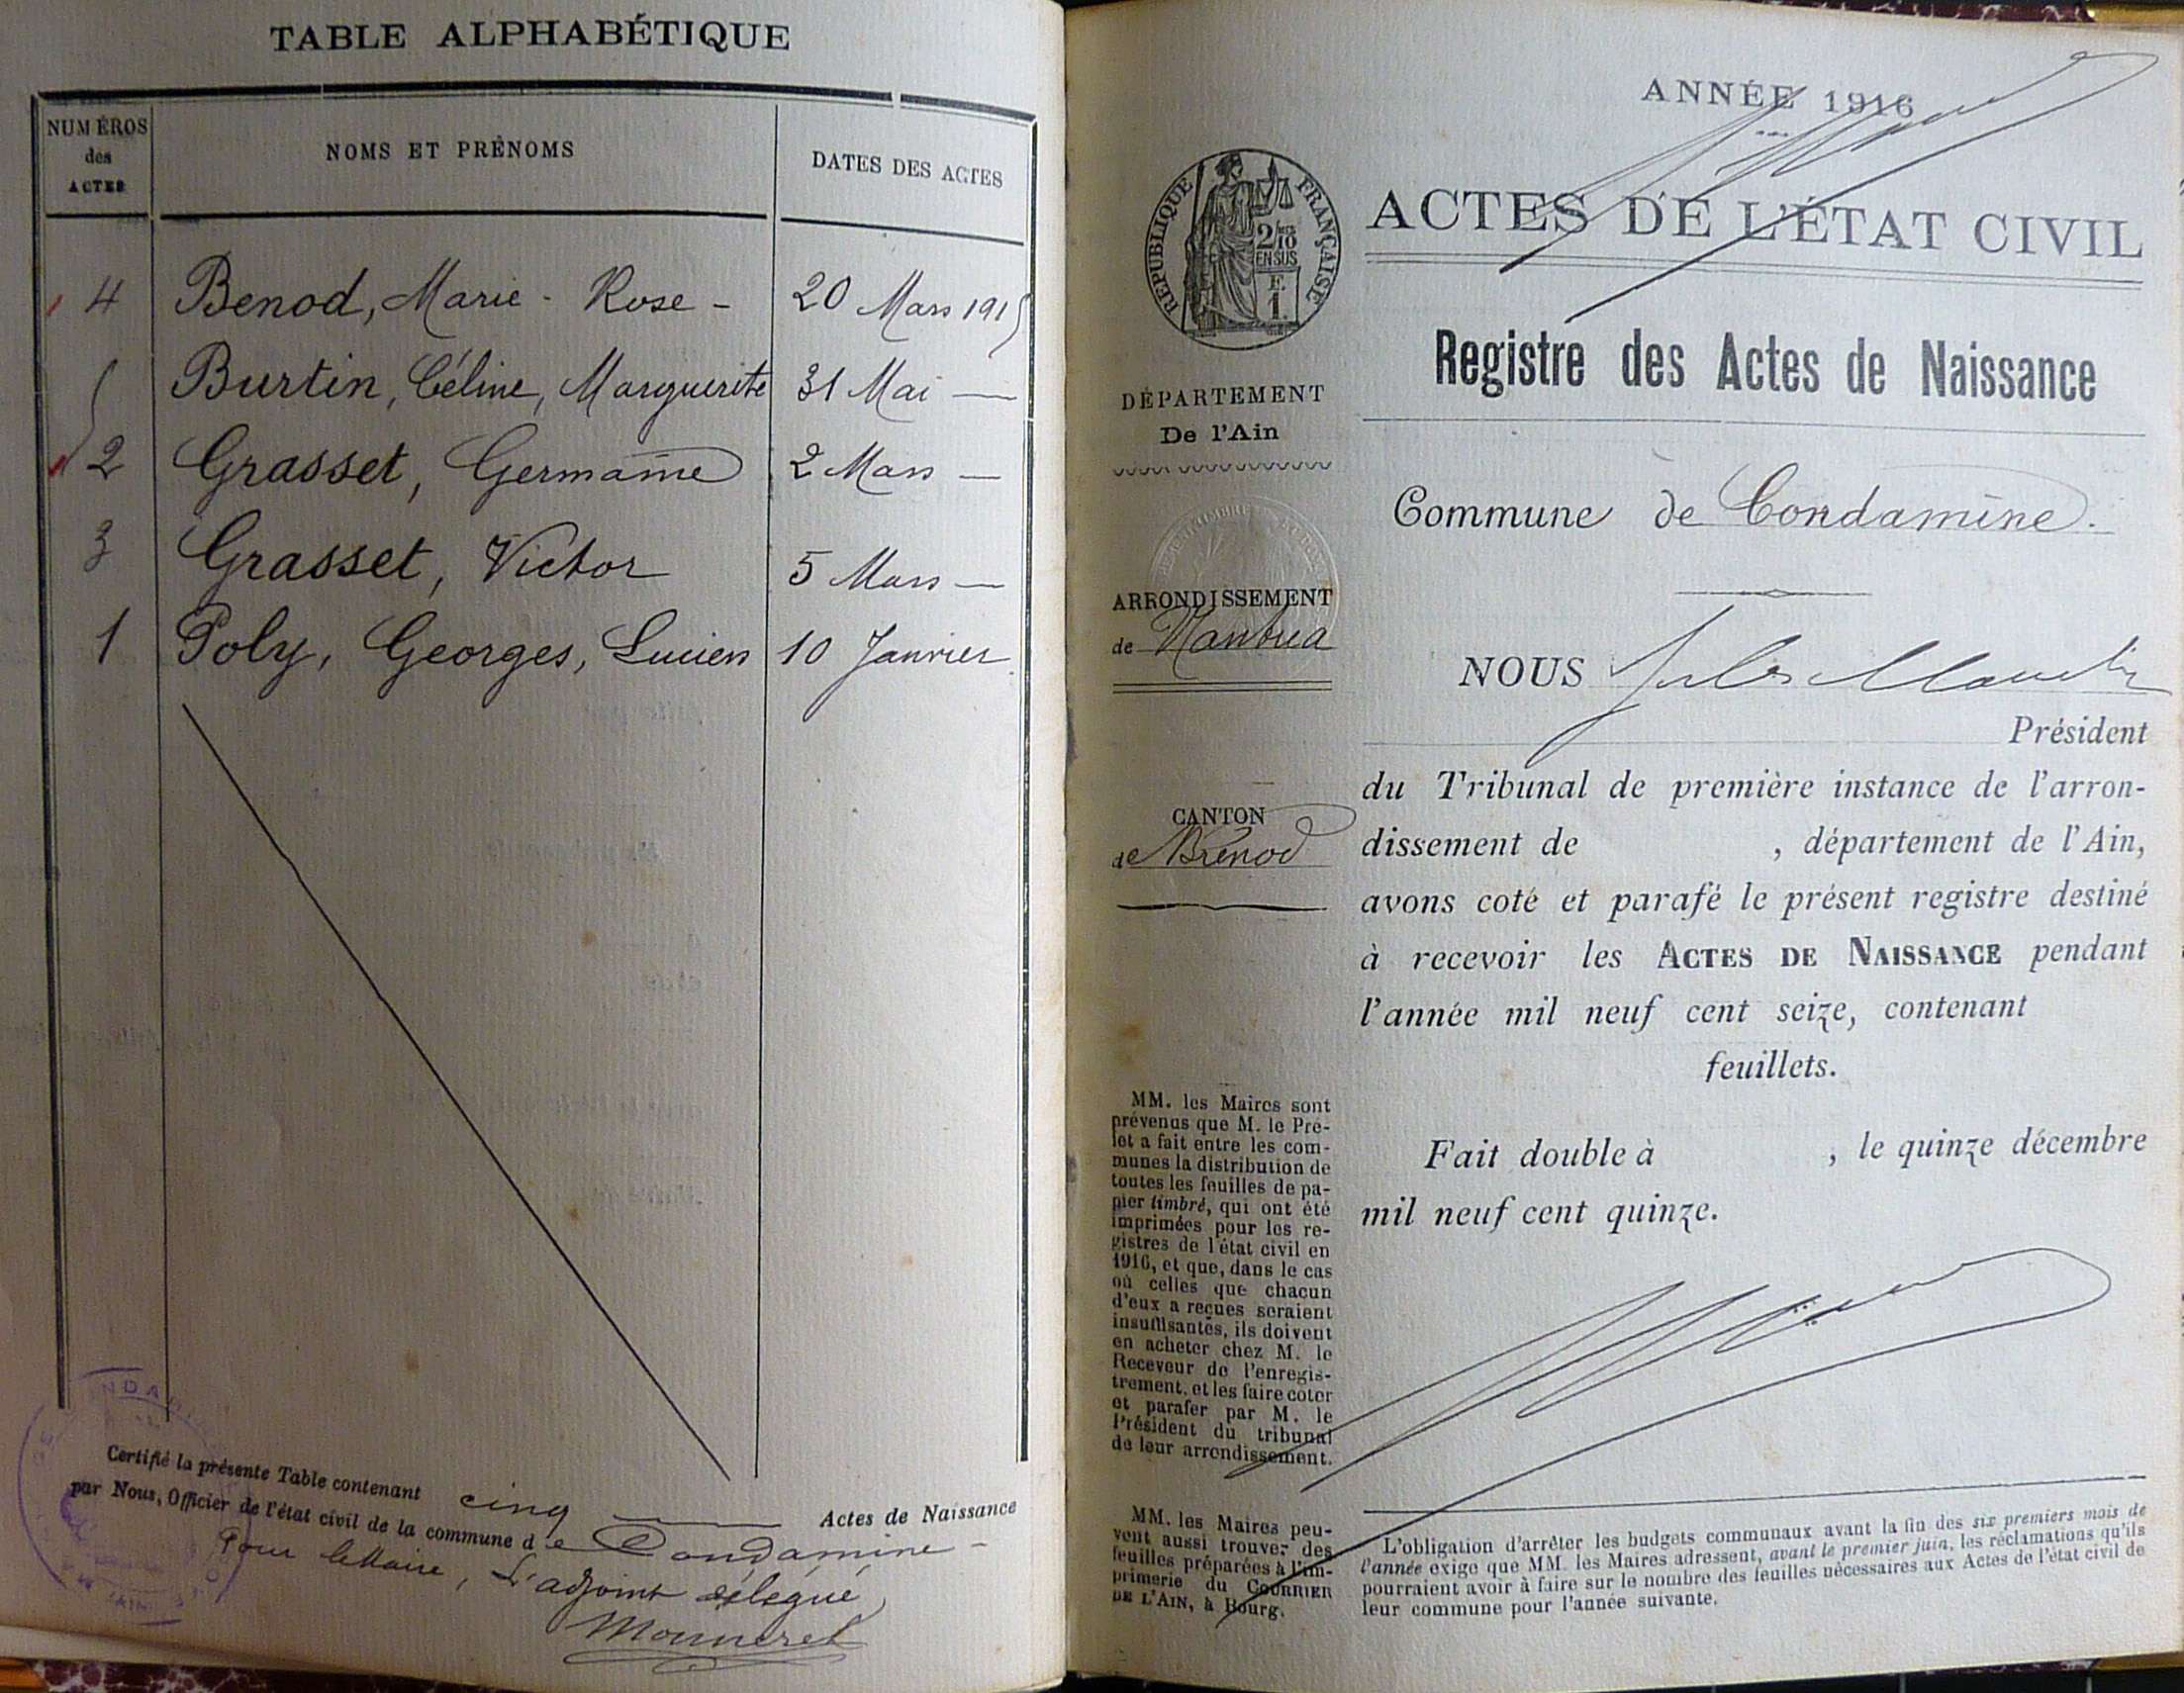 TABLE ALPHABÉTIQUE
NUMÉROS
des
ACTES
NOMS ET PRÉNOMS
DATES DES ACTES
4 Benod, Marie - Rose - 20 Mars 1915
5 Burtin, Céline, Marguerite 31 Mai —
2 Grasset, Germaine 2 Mars —
3 Grasset, Victor 5 Mars —
1 Poly, Georges, Lucien 10 Janvier
Certifié la présente Table contenant cinq Actes de Naissance
par Nous, Officier de l'état civil de la commune de Condamine -
Pour le Maire, L'adjoint délégué,
Monneret
ANNÉE 1916
RÉPUBLIQUE FRANÇAISE
2/10
EN SUS
F.
1.
DÉPARTEMENT
De l'Ain
ARRONDISSEMENT
de Nantua
CANTON
de Brénod
MM. les Maires sont
prévenus que M. le Pré-
fet a fait entre les com-
munes la distribution de
toutes les feuilles de pa-
pier timbré, qui ont été
imprimées pour les re-
gistres de l'état civil en
1916, et que, dans le cas
où celles que chacun
d'eux a reçues seraient
insuffisantes, ils doivent
en acheter chez M. le
Receveur de l'enregis-
trement, et les faire coter
et parafer par M. le
Président du tribunal
de leur arrondissement.
MM. les Maires peu-
vent aussi trouver des
feuilles préparées à l'im-
primerie du COURRIER
DE L'AIN, à Bourg.
ACTES DE L'ÉTAT CIVIL
Registre des Actes de Naissance
Commune de Condamine.
NOUS Jules
Président
du Tribunal de première instance de l'arron-
dissement de , département de l'Ain,
avons coté et parafé le présent registre destiné
à recevoir les ACTES DE NAISSANCE pendant
l'année mil neuf cent seize, contenant
feuillets.
Fait double à , le quinze décembre
mil neuf cent quinze.
L'obligation d'arrêter les budgets communaux avant la fin des six premiers mois de
l'année exige que MM. les Maires adressent, avant le premier juin, les réclamations qu'ils
pourraient avoir à faire sur le nombre des feuilles nécessaires aux Actes de l'état civil de
leur commune pour l'année suivante.